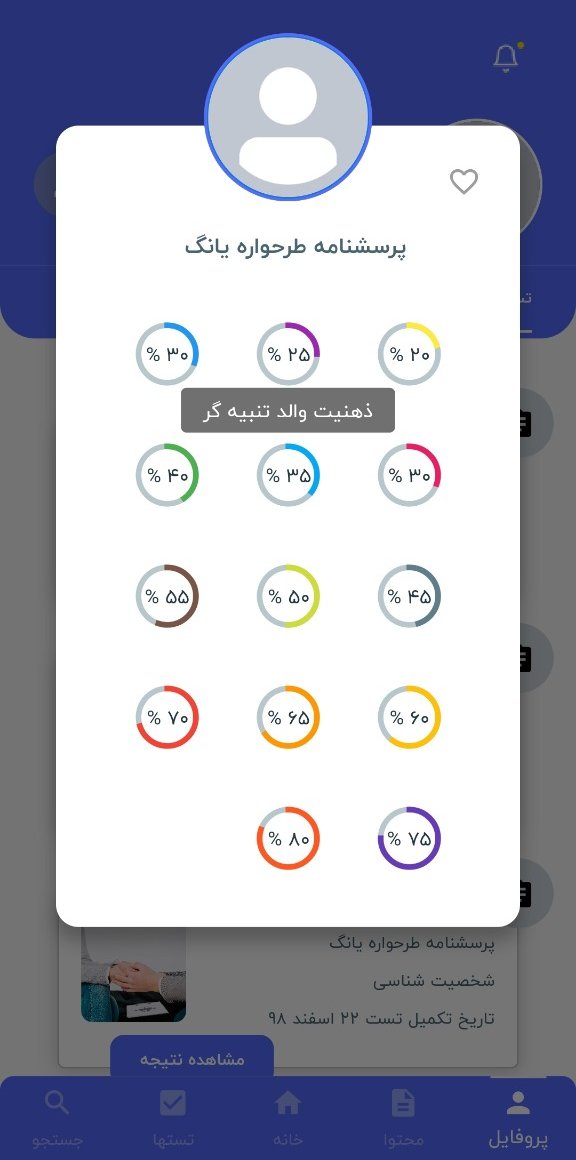 پرسشنامه طرحواره یانگ
۲۰ %
۲۵ %
۳۰ %
ذهنیت والد تنبیه گر
۳۰ %
۳۵ %
۴۰ %
۴۵ %
۵۰ %
۵۵ %
۶۰ %
۶۵ %
۷۰ %
۷۵ %
۸۰ %
پرسشنامه طرحواره یانگ
شخصیت شناسی
تاریخ تکمیل تست ۲۲ اسفند ۹۸
مشاهده نتیجه
پروفایل
محتوا
خانه
تستها
جستجو